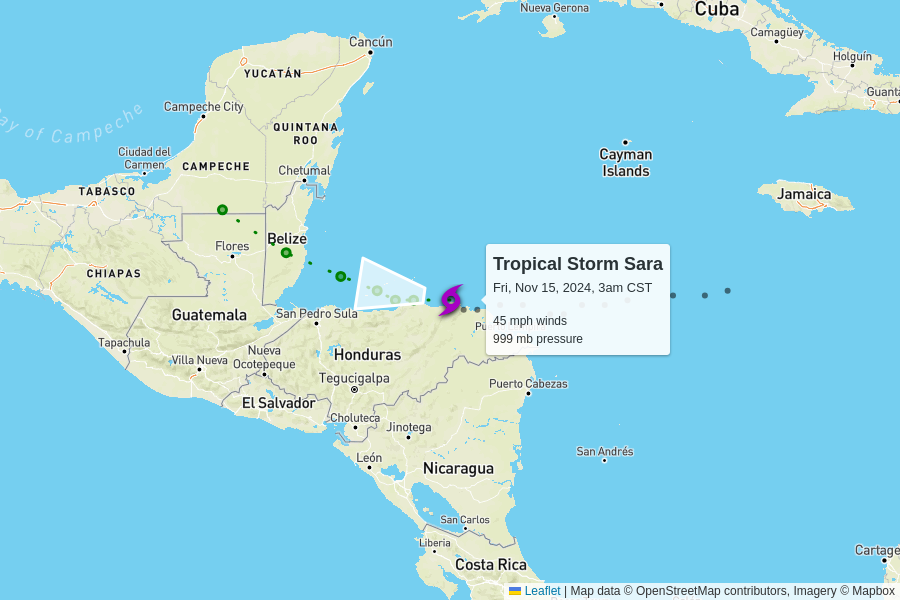 Nueva Gerona
Cuba
Camagüey
Holguín
Guanta
Cancún
YUCATÁN
Campeche City
ay of Campeche
QUINTANA
ROO
Ciudad del
Carmen
CAMPECHE
Chetumal
TABASCO
Cayman
Islands
Jamaica
Belize
Flores
CHIAPAS
Tropical Storm Sara
Fri, Nov 15, 2024, 3am CST
45 mph winds
999 mb pressure
Guatemala
San Pedro Sula
Pu
Tapachula
Nueva
Ocotepeque
Villa Nueva
Honduras
Tegucigalpa
El Salvador
Puerto Cabezas
Choluteca
Jinotega
León
Nicaragua
San Andrés
San Carlos
Liberia
Costa Rica
Cartage
Leaflet | Map data © OpenStreetMap contributors, Imagery © Mapbox